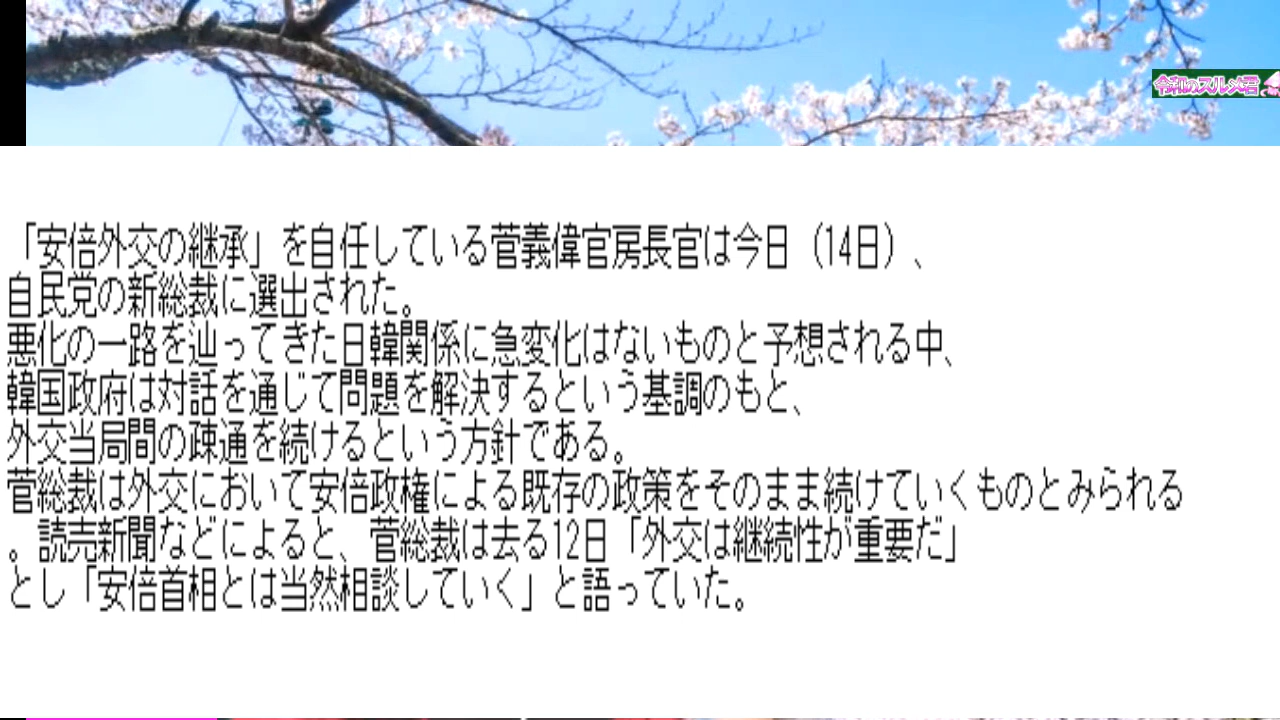 令和のスルメ君
「安倍外交の継承」を自任している菅義偉官房長官は今日（14日）、
自民党の新総裁に選出された。
悪化の一路を辿ってきた日韓関係に急変化はないものと予想される中、
韓国政府は対話を通じて問題を解決するという基調のもと、
外交当局間の疎通を続けるという方針である。
菅総裁は外交において安倍政権による既存の政策をそのまま続けていくものとみられる
。読売新聞などによると、菅総裁は去る12日「外交は継続性が重要だ」
とし「安倍首相とは当然相談していく」と語っていた。